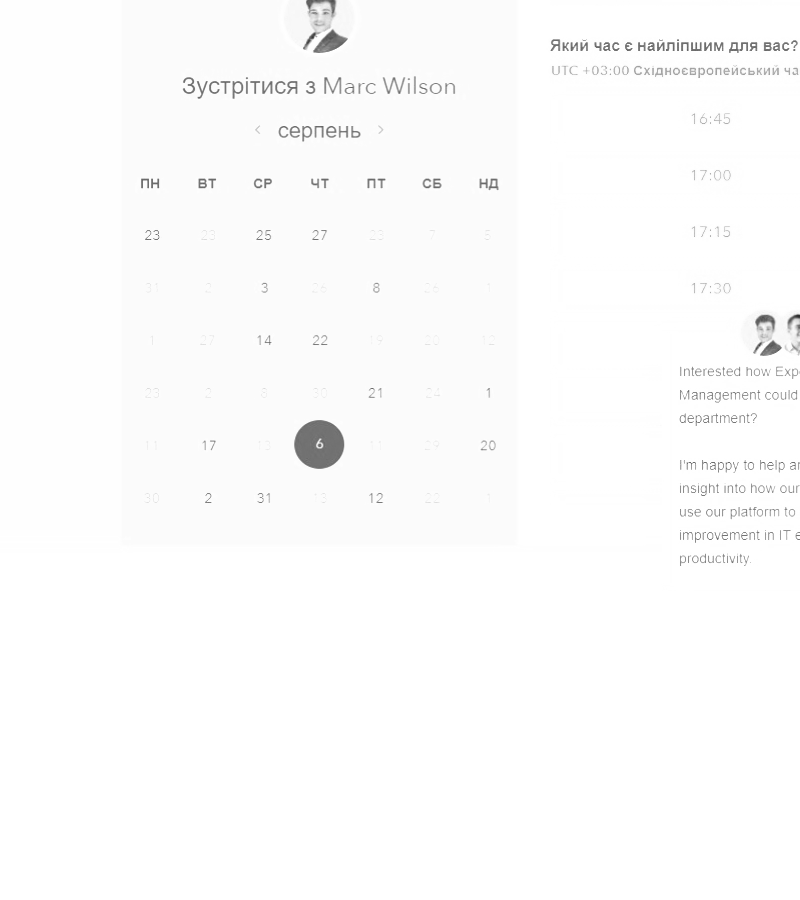 Зустрітися з Marc Wilson
серпень
ПН ВТ СР ЧТ ПТ СБ НД
23 23 25 27 23 7 5
31 2 3 26 8 26 1
1 27 14 22 19 20 12
23 2 8 30 21 24 1
11 17 13 6 11 29 20
30 2 31 13 12 22 1
Який час є найліпшим для вас?
UTC +03:00 Східноєвропейський ча
16:45
17:00
17:15
17:30
Interested how Exp
Management could
department?
I'm happy to help a
insight into how our
use our platform to
improvement in IT e
productivity.